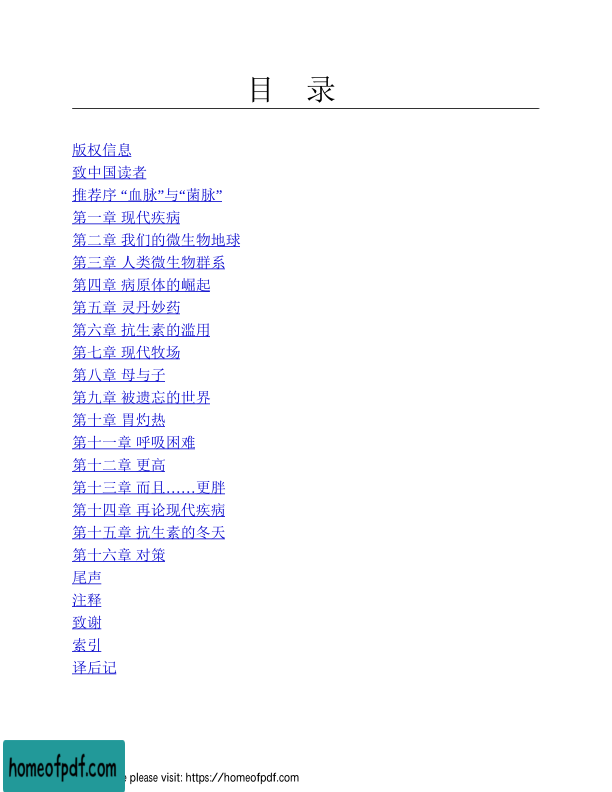 目 录
版权信息
致中国读者
推荐序 “血脉”与“菌脉”
第一章 现代疾病
第二章 我们的微生物地球
第三章 人类微生物群系
第四章 病原体的崛起
第五章 灵丹妙药
第六章 抗生素的滥用
第七章 现代牧场
第八章 母与子
第九章 被遗忘的世界
第十章 胃灼热
第十一章 呼吸困难
第十二章 更高
第十三章 而且……更胖
第十四章 再论现代疾病
第十五章 抗生素的冬天
第十六章 对策
尾声
注释
致谢
索引
译后记
homeofpdf.com
e please visit: https://homeofpdf.com